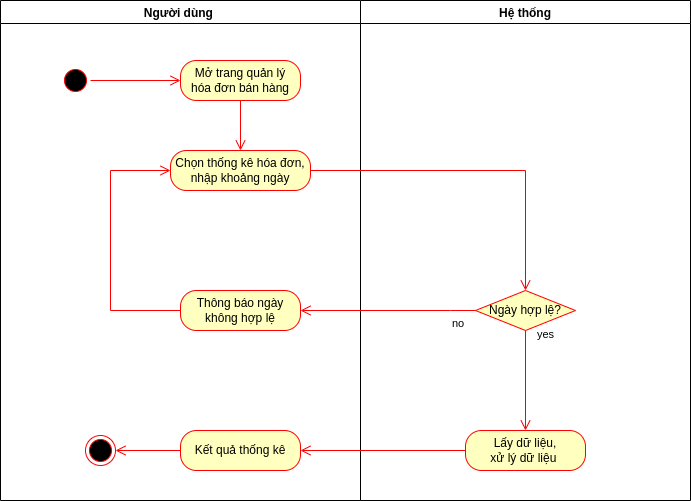 Người dùng
Hệ thống
Mở trang quản lý
hóa đơn bán hàng
Chọn thống kê hóa đơn,
nhập khoảng ngày
Thông báo ngày
không hợp lệ
Ngày hợp lệ?
no
yes
Kết quả thống kê
Lấy dữ liệu,
xử lý dữ liệu